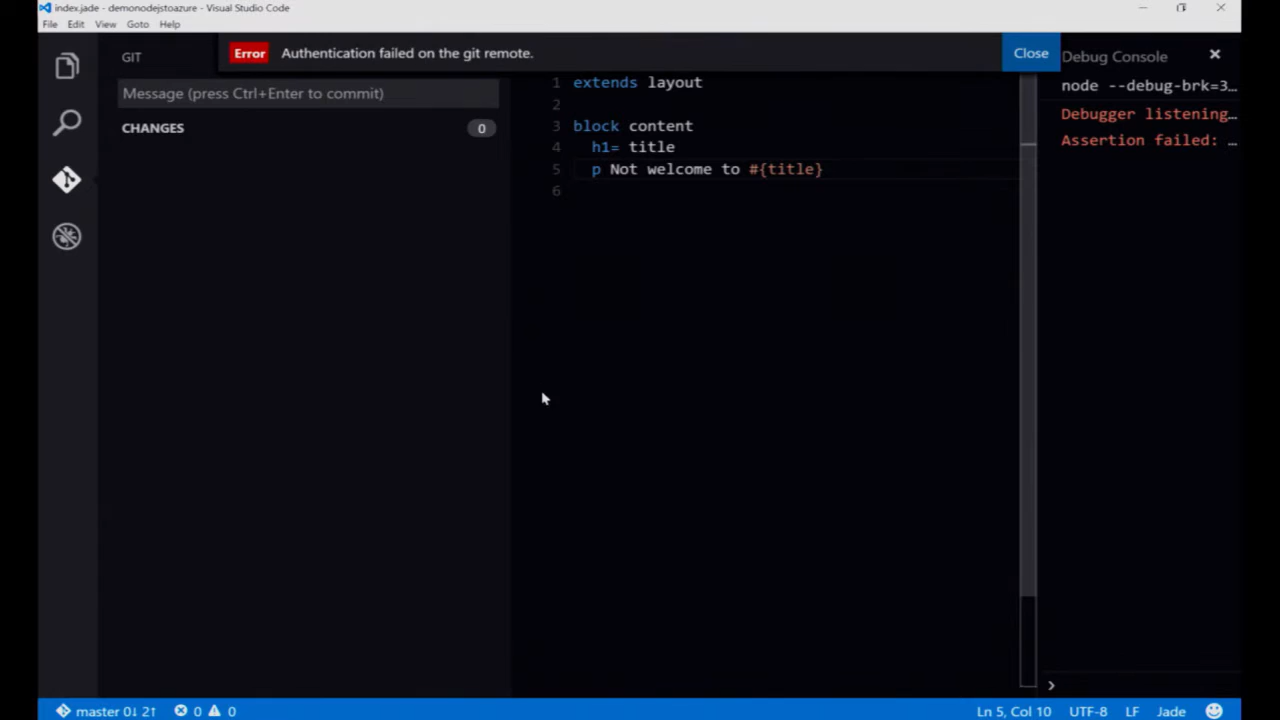 index.jade - demonodejstoazure - Visual Studio Code
File Edit View Goto Help
GIT
Error Authentication failed on the git remote.
Close
Debug Console
Message (press Ctrl+Enter to commit)
CHANGES 0
1 extends layout
2
3 block content
4 h1= title
5 p Not welcome to #{title}
6
node --debug-brk=3…
Debugger listening…
Assertion failed: …
master 0↓ 2↑ 0 0
Ln 5, Col 10 UTF-8 LF Jade